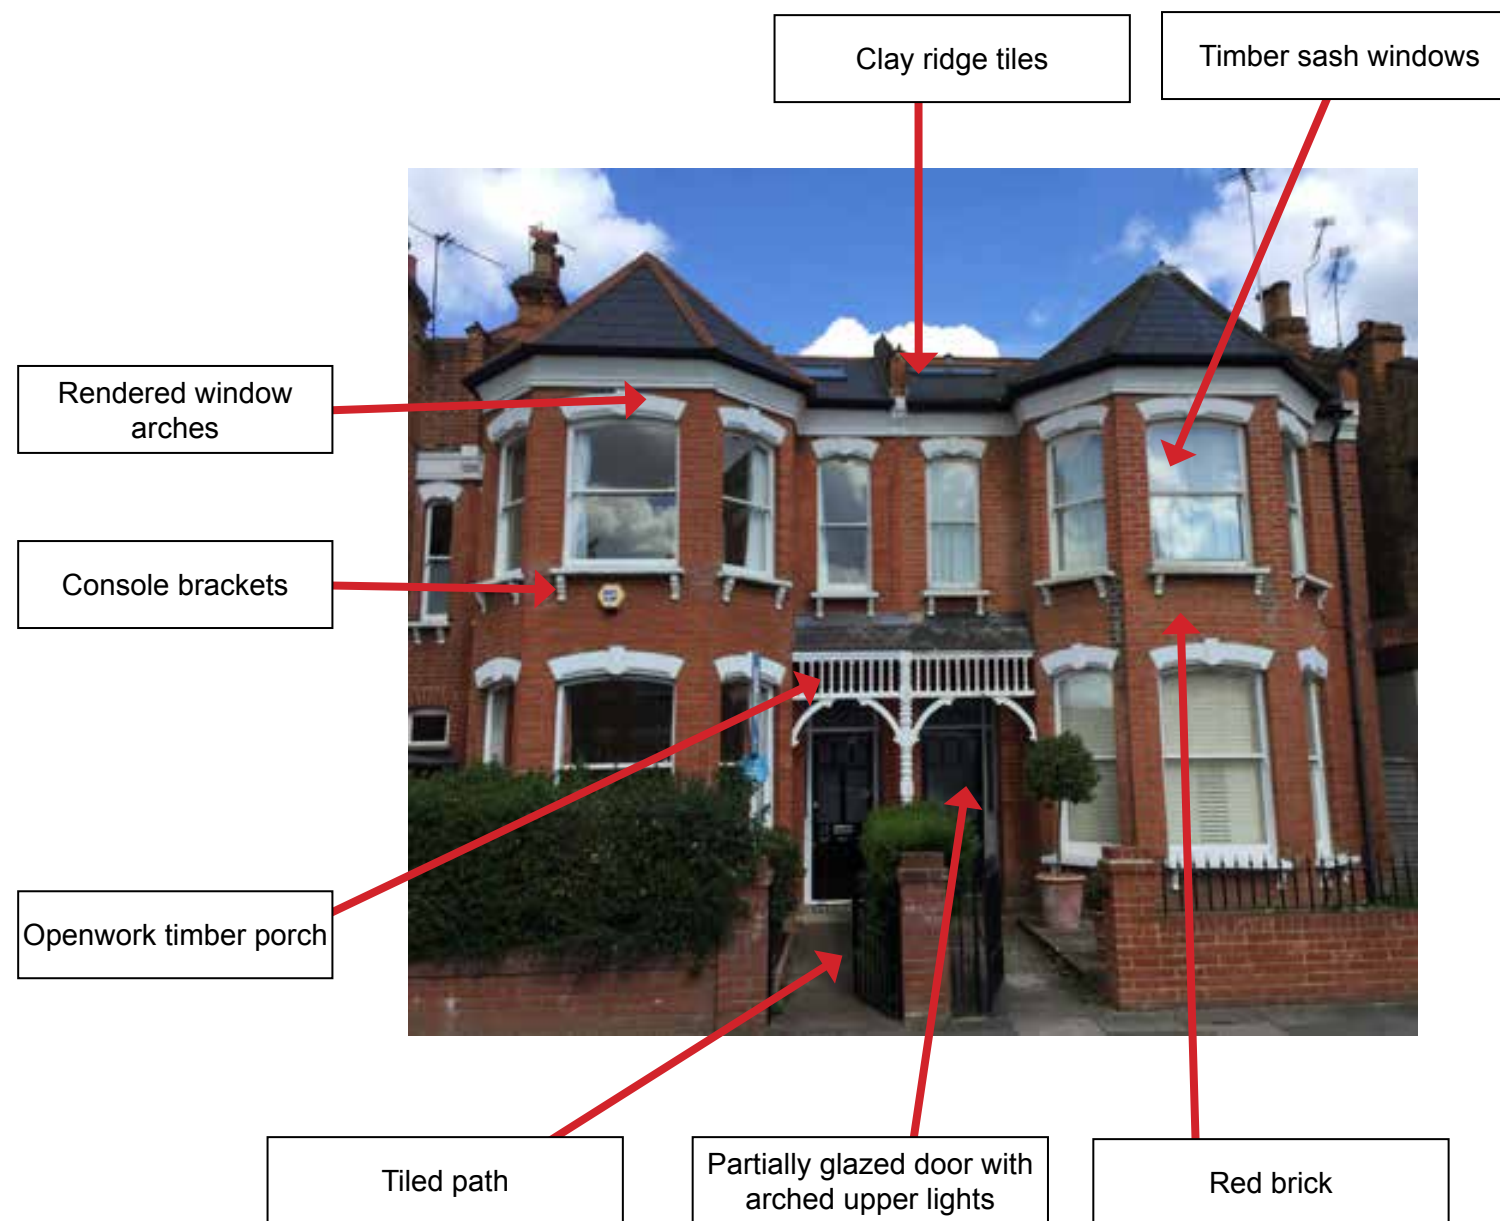 Clay ridge tiles
Timber sash windows
Rendered window
arches
Console brackets
Openwork timber porch
Tiled path
Partially glazed door with
arched upper lights
Red brick